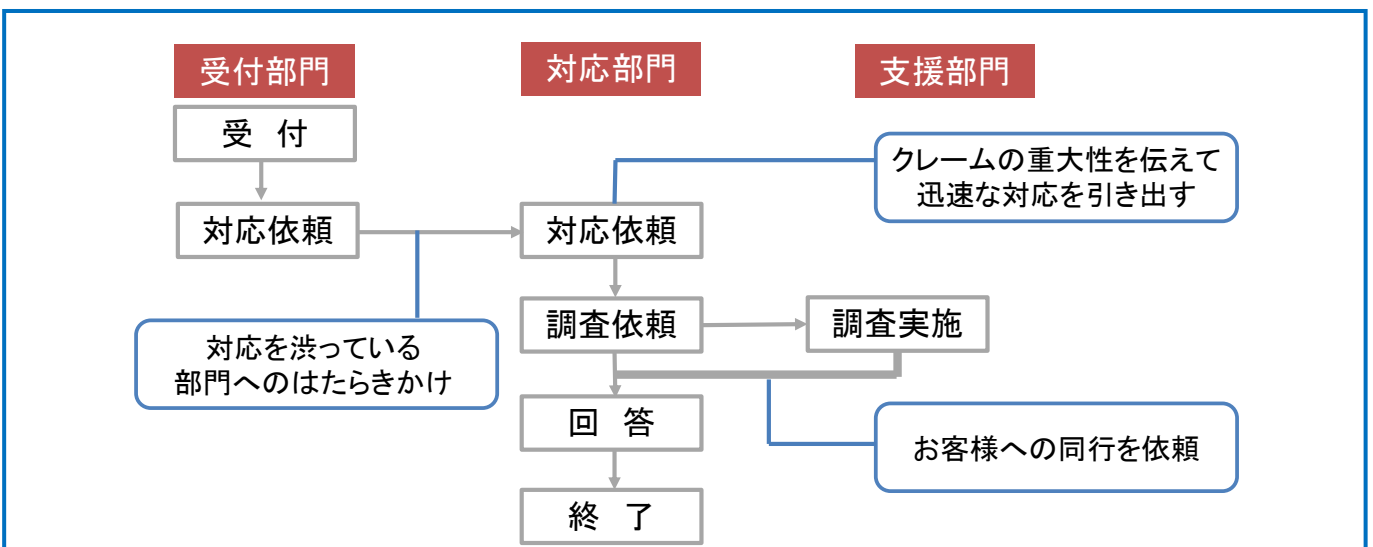 受付部門
対応部門
支援部門
受　付
クレームの重大性を伝えて
迅速な対応を引き出す
対応依頼
対応依頼
調査依頼
調査実施
対応を渋っている
部門へのはたらきかけ
回　答
お客様への同行を依頼
終　了